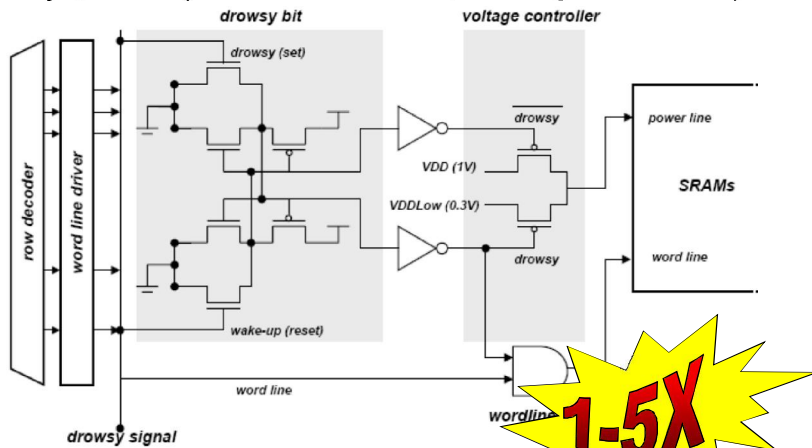 drowsy bit
voltage controller
drowsy (set)
drowsy
row decoder
word line driver
VDD (1V)
VDDLow (0.3V)
power line
SRAMs
word line
drowsy
wake-up (reset)
word line
wordlin
drowsy signal
1-5X